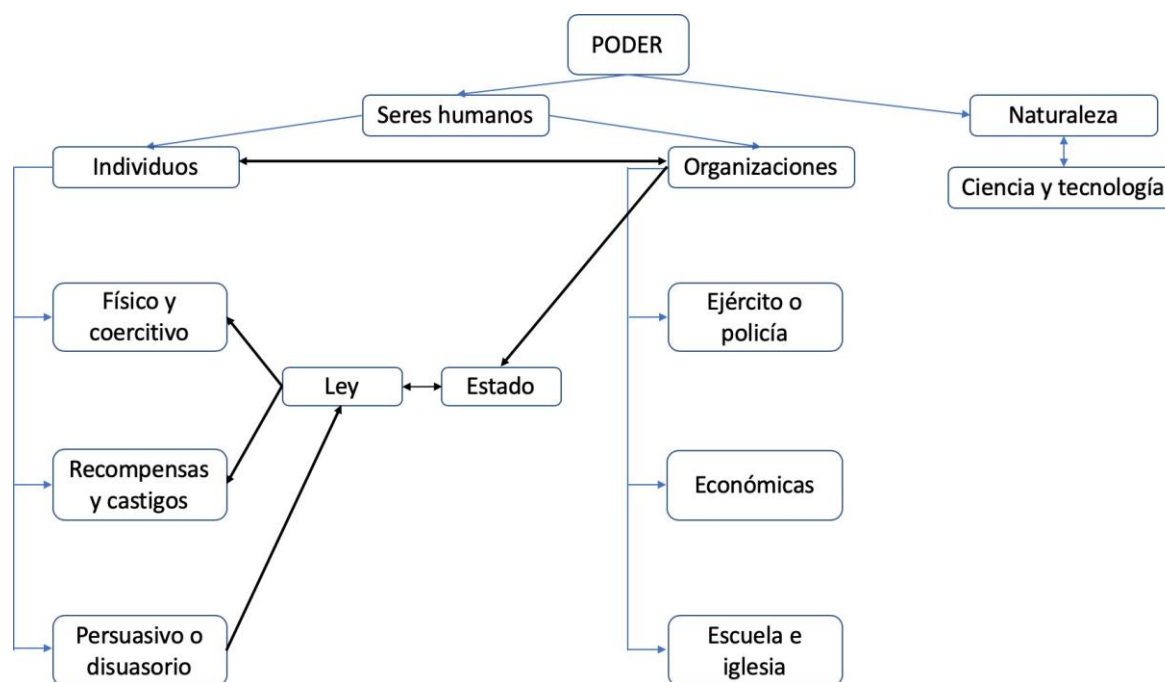 PODER
Seres humanos
Naturaleza
Individuos
Organizaciones
Ciencia y tecnología
Físico y
coercitivo
Ejército o
policía
Ley
Estado
Recompensas
y castigos
Económicas
Persuasivo o
disuasorio
Escuela e
iglesia